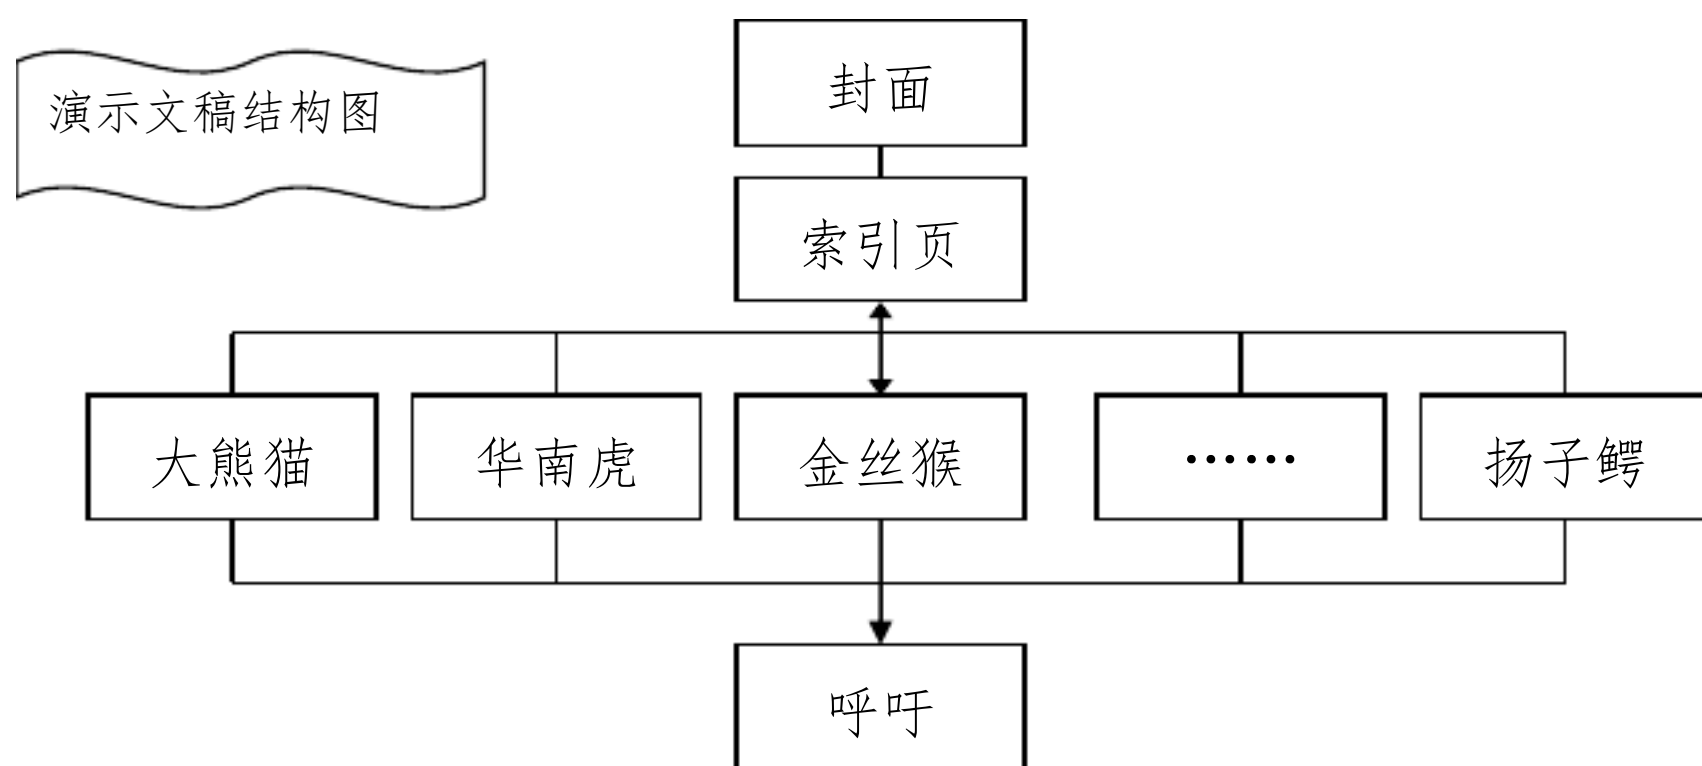 演示文稿结构图
封面
索引页
大熊猫
华南虎
金丝猴
……
扬子鳄
呼吁